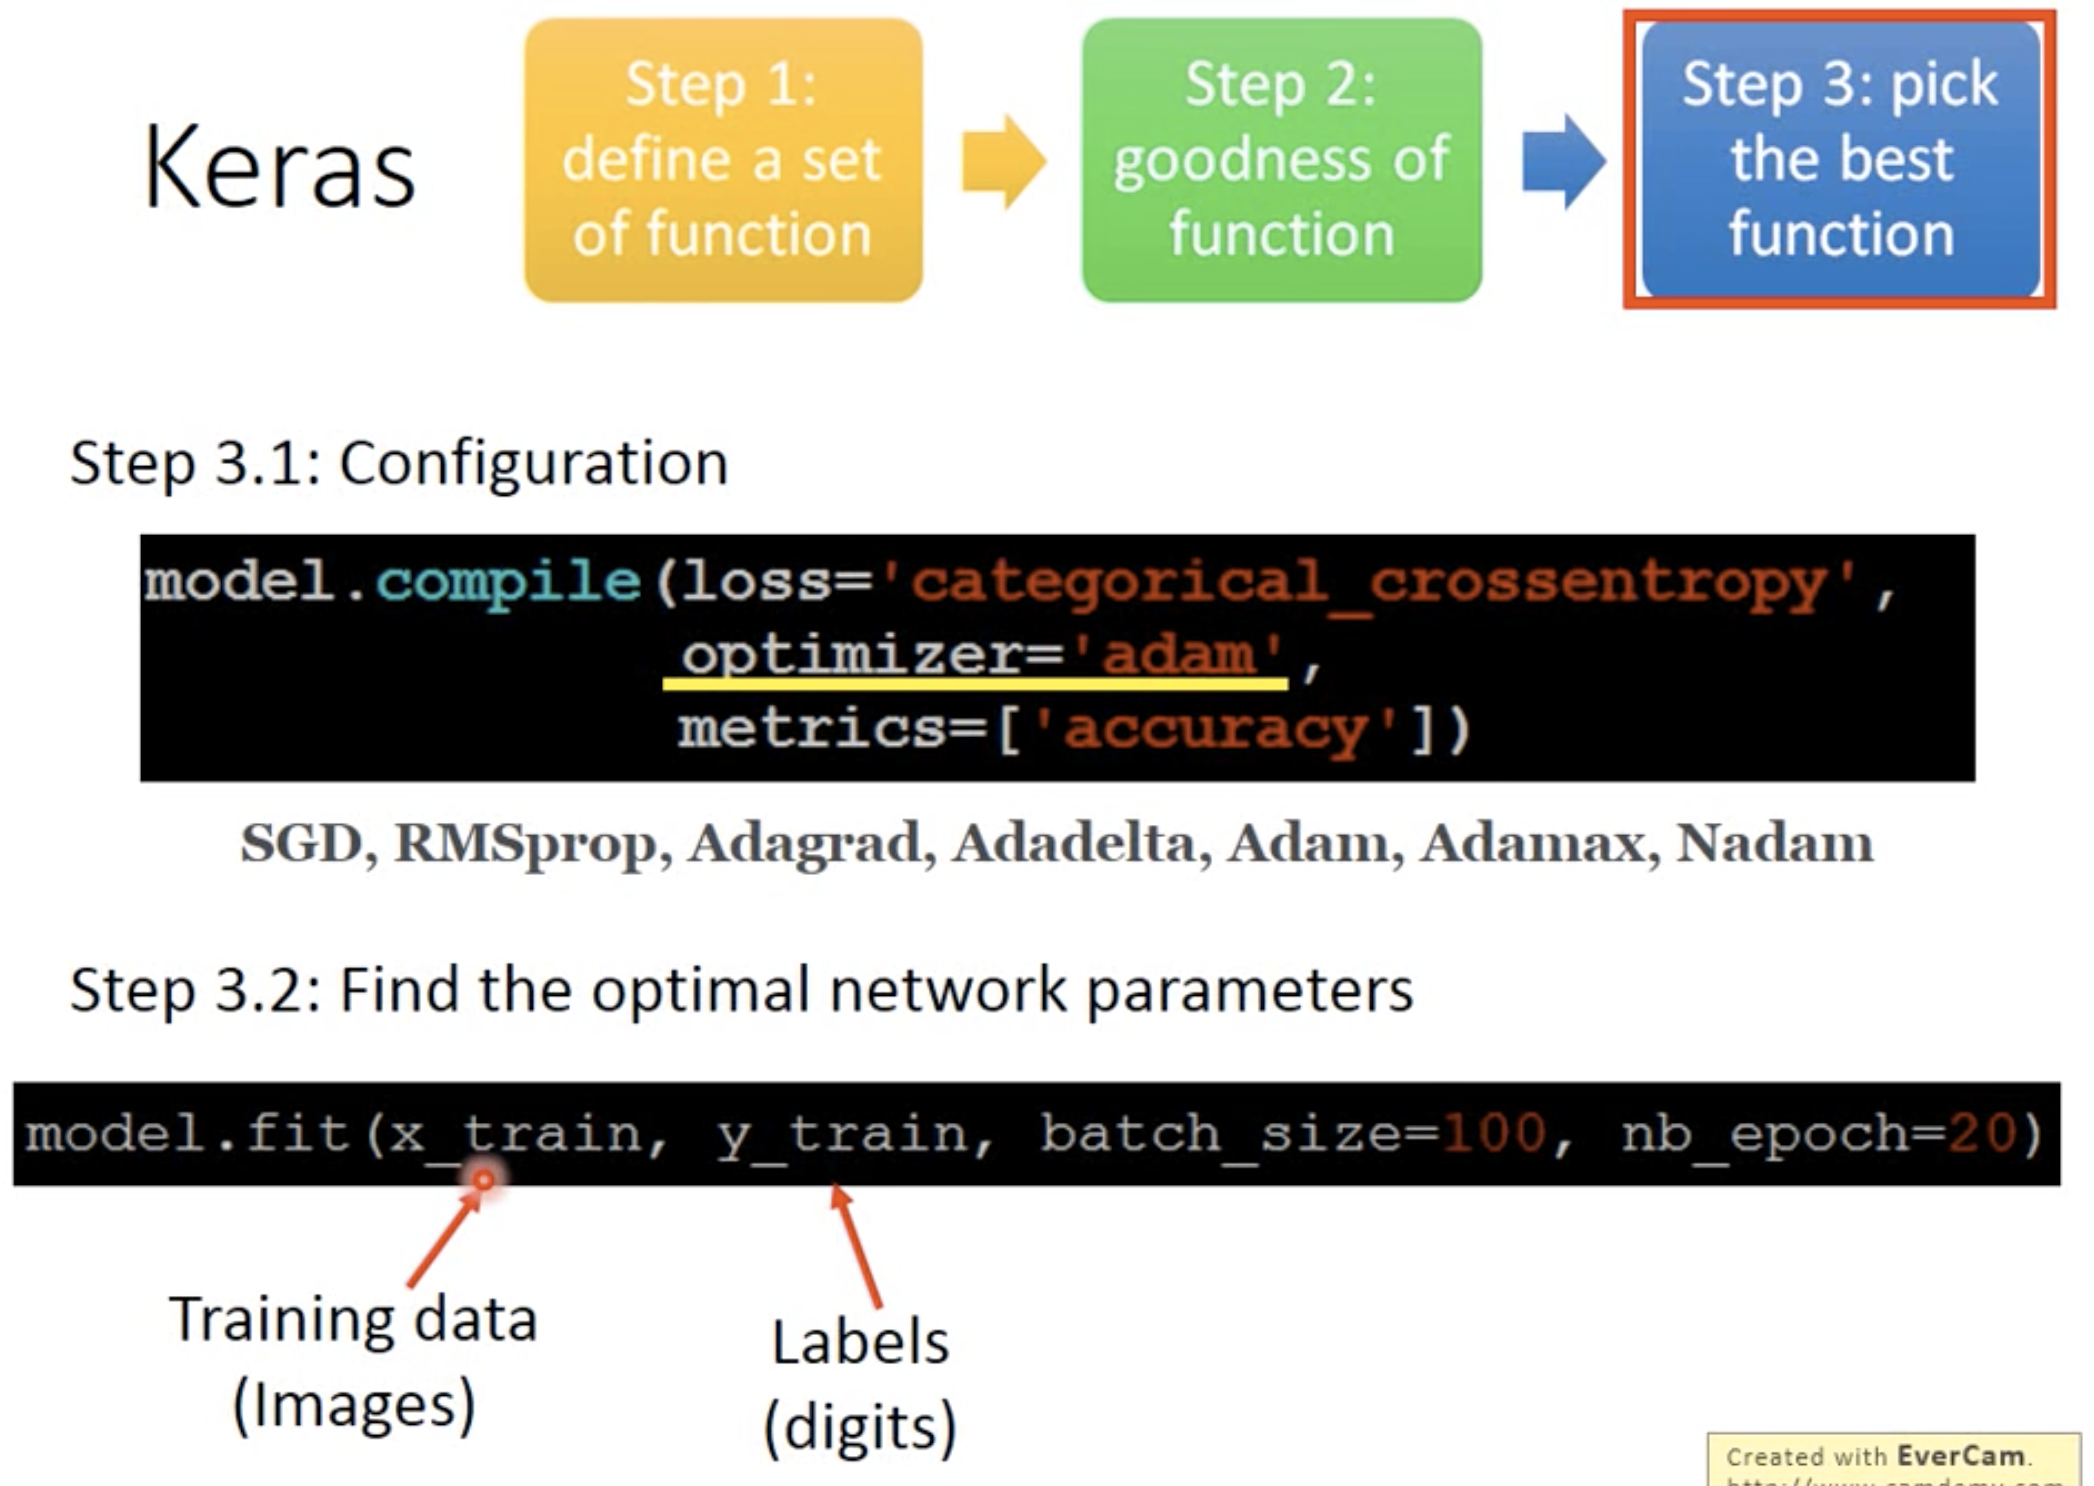 Keras
Step 1:
define a set
of function
Step 2:
goodness of
function
Step 3: pick
the best
function
Step 3.1: Configuration
model.compile(loss='categorical_crossentropy',
optimizer='adam',
metrics=['accuracy'])
SGD, RMSprop, Adagrad, Adadelta, Adam, Adamax, Nadam
Step 3.2: Find the optimal network parameters
model.fit(x_train, y_train, batch_size=100, nb_epoch=20)
Training data
(Images)
Labels
(digits)
Created with EverCam.